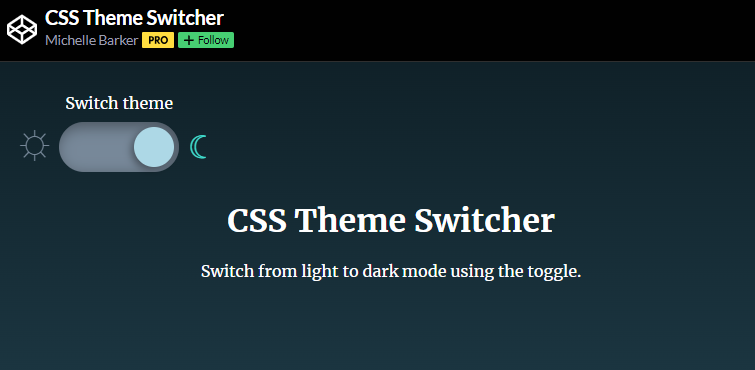 CSS Theme Switcher
Michelle Barker PRO + Follow
Switch theme
CSS Theme Switcher
Switch from light to dark mode using the toggle.